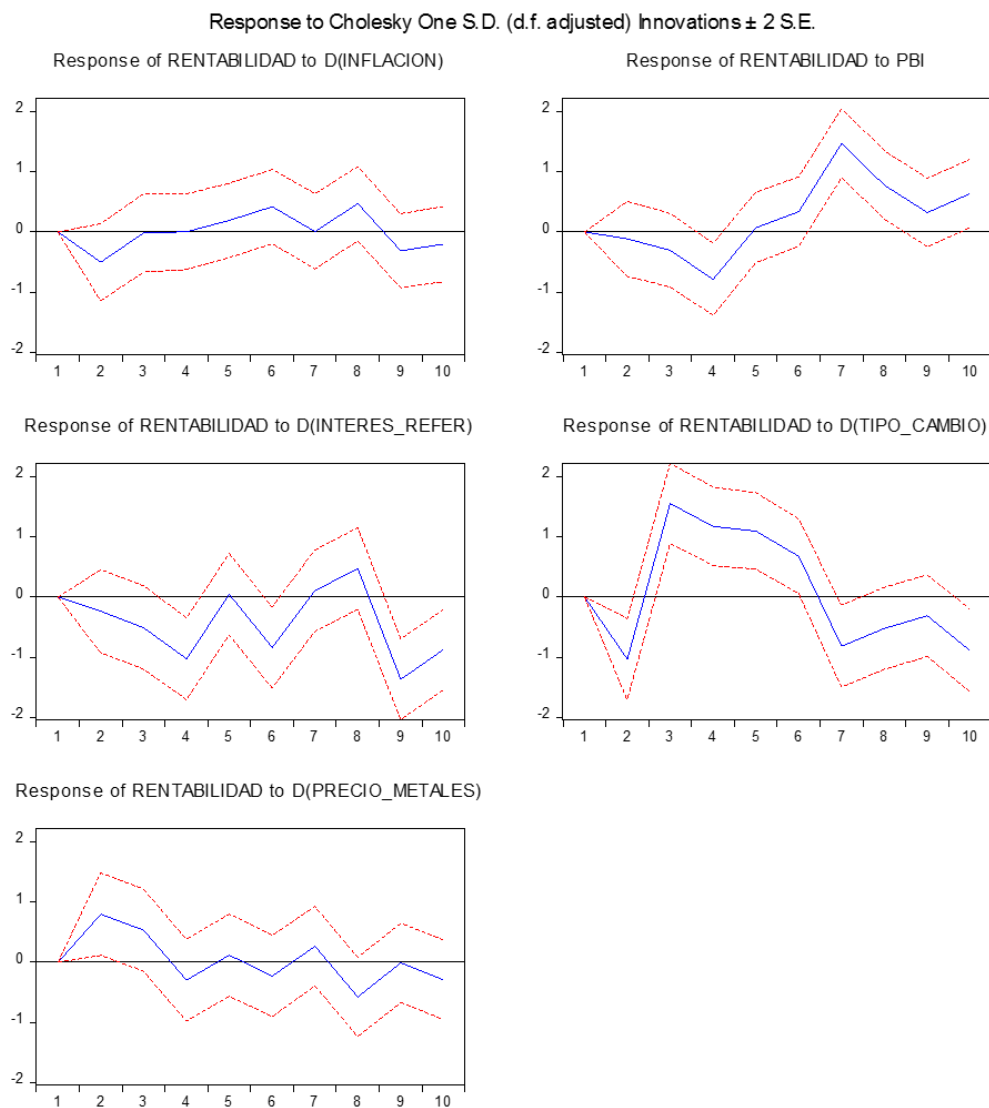 Response to Cholesky One S.D. (d.f. adjusted) Innovations ± 2 S.E.
Response of RENTABILIDAD to D(INFLACION)
2
1
0
-1
-2
1 2 3 4 5 6 7 8 9 10
Response of RENTABILIDAD to PBI
2
1
0
-1
-2
1 2 3 4 5 6 7 8 9 10
Response of RENTABILIDAD to D(INTERES_REFER)
2
1
0
-1
-2
1 2 3 4 5 6 7 8 9 10
Response of RENTABILIDAD to D(TIPO_CAMBIO)
2
1
0
-1
-2
1 2 3 4 5 6 7 8 9 10
Response of RENTABILIDAD to D(PRECIO_METALES)
2
1
0
-1
-2
1 2 3 4 5 6 7 8 9 10